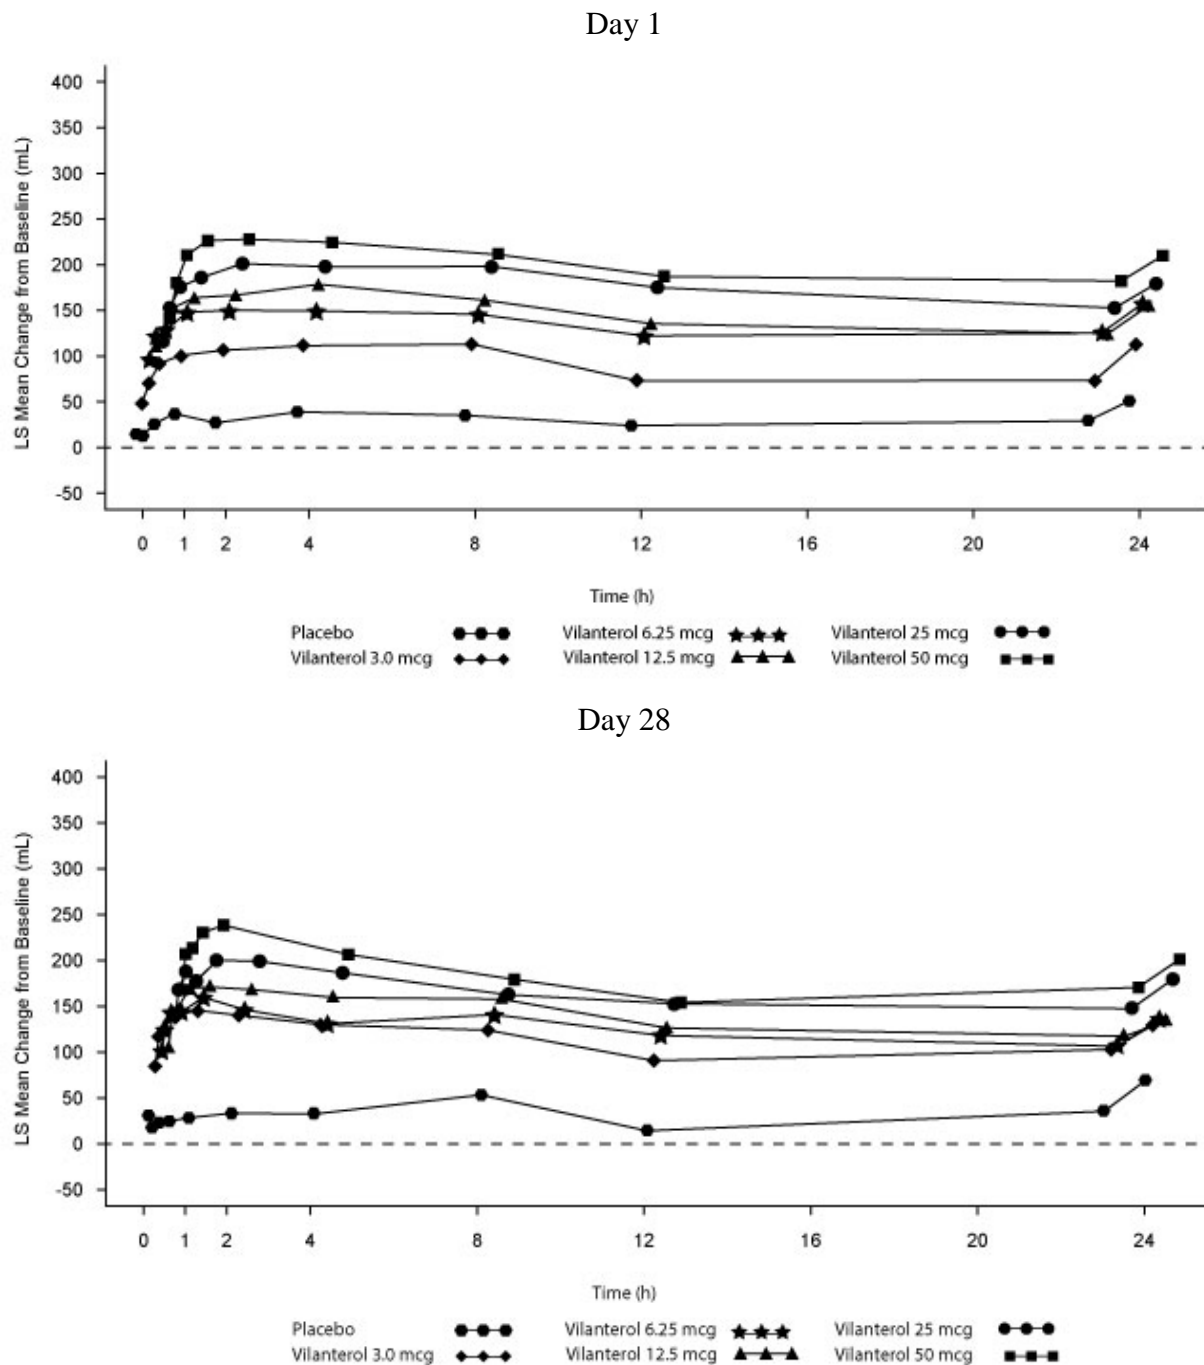 Day 1
LS Mean Change from Baseline (mL)
400
350
300
250
200
150
100
50
0
-50
0 1 2 4 8 12 16 20 24
Time (h)
Placebo Vilanterol 6.25 mcg Vilanterol 25 mcg
Vilanterol 3.0 mcg Vilanterol 12.5 mcg Vilanterol 50 mcg
Day 28
LS Mean Change from Baseline (mL)
400
350
300
250
200
150
100
50
0
-50
0 1 2 4 8 12 16 20 24
Time (h)
Placebo Vilanterol 6.25 mcg Vilanterol 25 mcg
Vilanterol 3.0 mcg Vilanterol 12.5 mcg Vilanterol 50 mcg